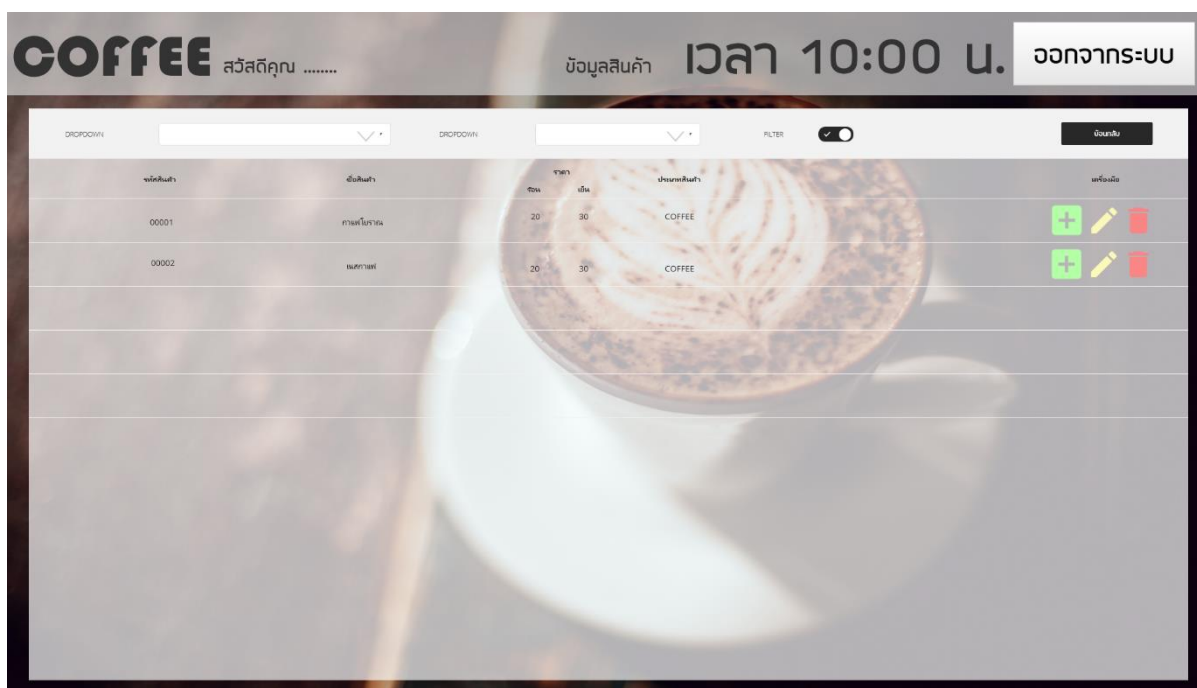 COFFEE สวัสดีคุณ ........ ข้อมูลสินค้า เวลา 10:00 น. ออกจากระบบ
DROPDOWN DROPDOWN FILTER ย้อนกลับ
รหัสสินค้า ชื่อสินค้า ราคา ประเภทสินค้า เครื่องมือ
ร้อน เย็น
00001 กาแฟโบราณ 20 30 COFFEE
00002 เนสกาแฟ 20 30 COFFEE